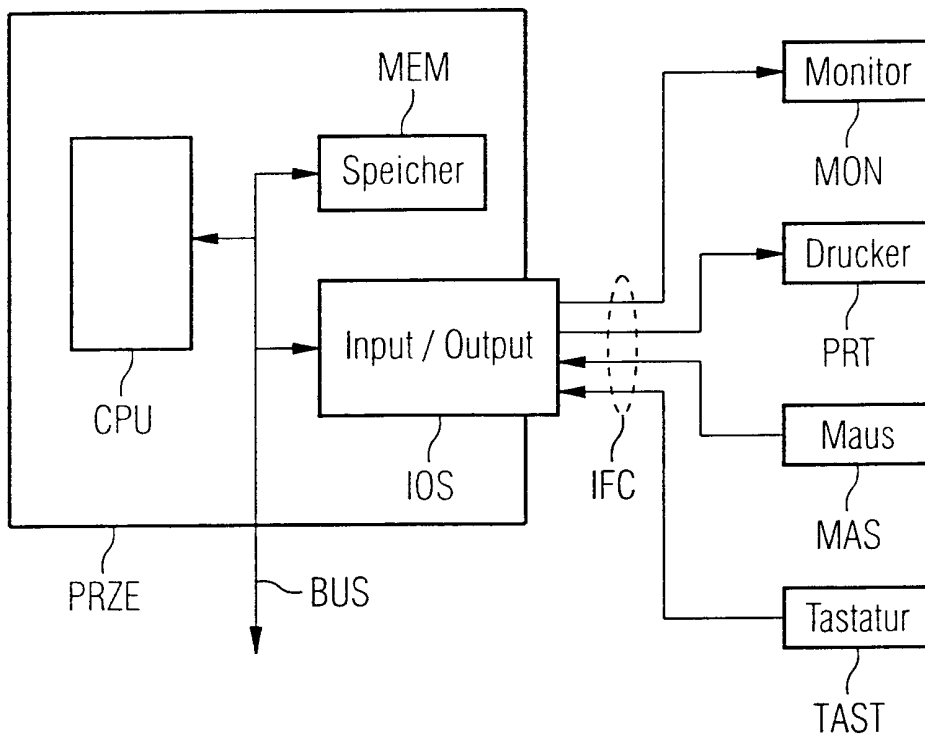 MEM
Speicher
CPU
Input / Output
IOS
PRZE
BUS
IFC
Monitor
MON
Drucker
PRT
Maus
MAS
Tastatur
TAST